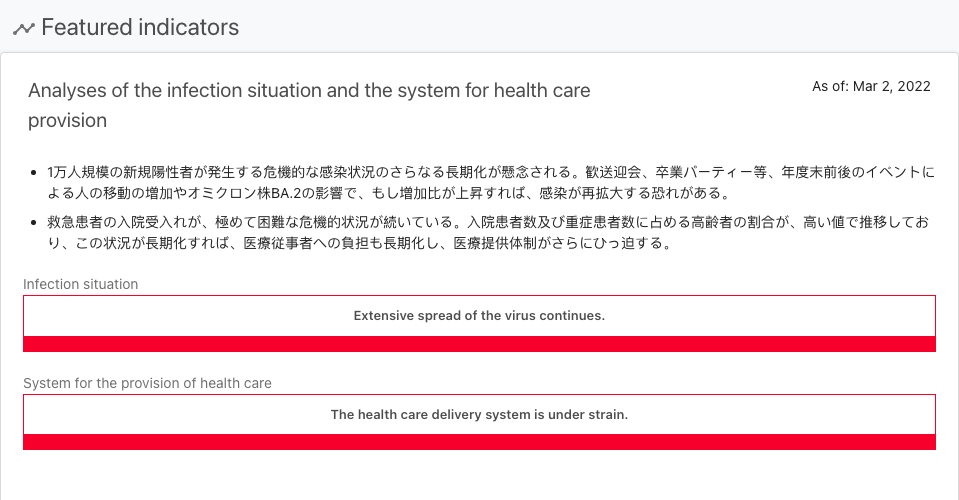 Featured indicators
Analyses of the infection situation and the system for health care
As of: Mar 2, 2022
provision
1万人規模の新規陽性者が発生する危機的な感染状況のさらなる長期化が懸念される。歓送迎会、卒業パーティー等、年度末前後のイベントに
よる人の移動の増加やオミクロン株BA.2の影響で、もし増加比が上昇すれば、感染が再拡大する恐れがある。
救急患者の入院受入れが、極めて困難な危機的状況が続いている。入院患者数及び重症患者数に占める高齢者の割合が、高い値で推移してお
り、この状況が長期化すれば、医療従事者への負担も長期化し、医療提供体制がさらにひっ迫する。
Infection situation
Extensive spread of the virus continues.
System for the provision of health care
The health care delivery system is under strain.